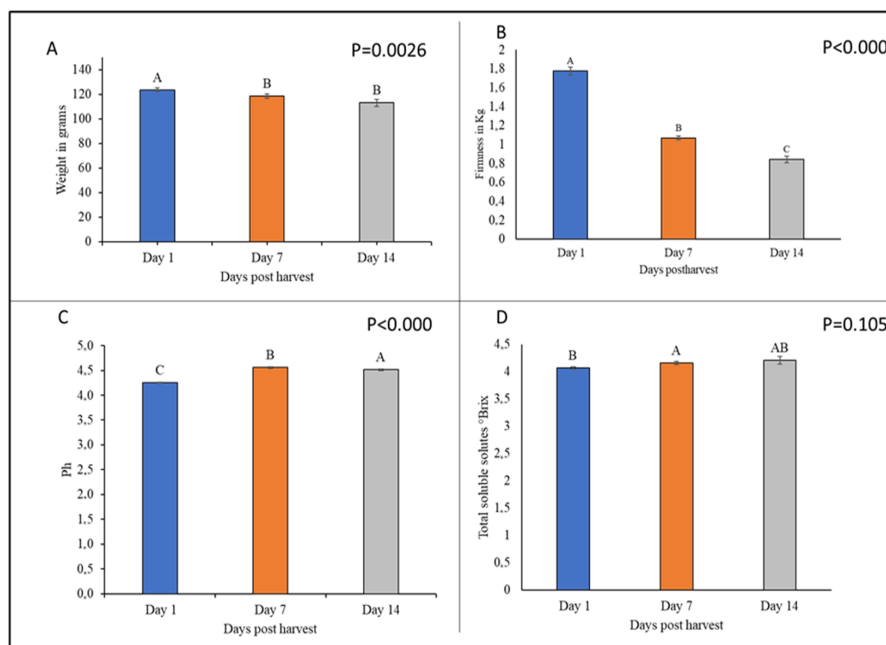 A
P=0.0026
140
120
100
80
60
40
20
0
Weight in grams
A
B
B
Day 1
Day 7
Day 14
Days post harvest
B
P<0.000
2
1,8
1,6
1,4
1,2
1
0,8
0,6
0,4
0,2
0
Firmness in Kg
A
B
C
Day 1
Day 7
Day 14
Days postharvest
C
P<0.000
5,0
4,5
4,0
3,5
3,0
2,5
2,0
1,5
1,0
0,5
0,0
Ph
C
B
A
Day 1
Day 7
Day 14
Days post harvest
D
P=0.105
4,5
4
3,5
3
2,5
2
1,5
1
0,5
0
Total soluble solutes °Brix
B
A
AB
Day 1
Day 7
Day 14
Days post harvest